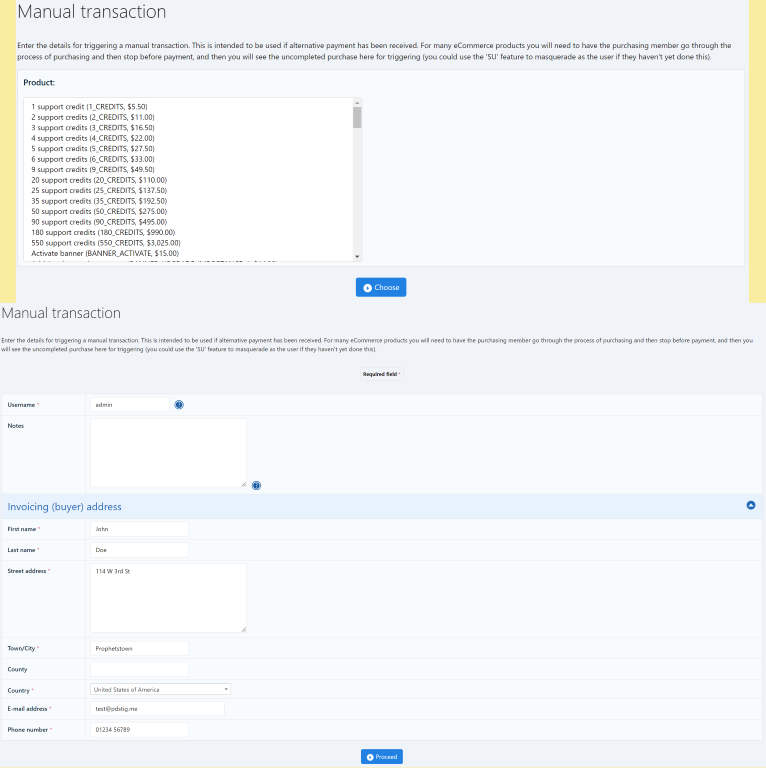 Manual transaction
Enter the details for triggering a manual transaction. This is intended to be used if alternative payment has been received. For many eCommerce products you will need to have the purchasing member go through the
process of purchasing and then stop before payment, and then you will see the uncompleted purchase here for triggering (you could use the 'SU' feature to masquerade as the user if they haven't yet done this).
Product:
1 support credit (1_CREDITS, $5.50)
2 support credits (2_CREDITS, $11.00)
3 support credits (3_CREDITS, $16.50)
4 support credits (4_CREDITS, $22.00)
5 support credits (5_CREDITS, $27.50)
6 support credits (6_CREDITS, $33.00)
9 support credits (9_CREDITS, $49.50)
20 support credits (20_CREDITS, $110.00)
25 support credits (25_CREDITS, $137.50)
35 support credits (35_CREDITS, $192.50)
50 support credits (50_CREDITS, $275.00)
90 support credits (90_CREDITS, $495.00)
180 support credits (180_CREDITS, $990.00)
550 support credits (550_CREDITS, $3,025.00)
Activate banner (BANNER_ACTIVATE, $15.00)
Choose
Manual transaction
Enter the details for triggering a manual transaction. This is intended to be used if alternative payment has been received. For many eCommerce products you will need to have the purchasing member go through the process of purchasing and then stop before payment, and then you
will see the uncompleted purchase here for triggering (you could use the 'SU' feature to masquerade as the user if they haven't yet done this).
Required field *
Username * admin
Notes
Invoicing (buyer) address
First name * John
Last name * Doe
Street address * 114 W 3rd St
Town/City * Prophetstown
County
Country * United States of America
E-mail address * test@pdstig.me
Phone number * 01234 56789
Proceed